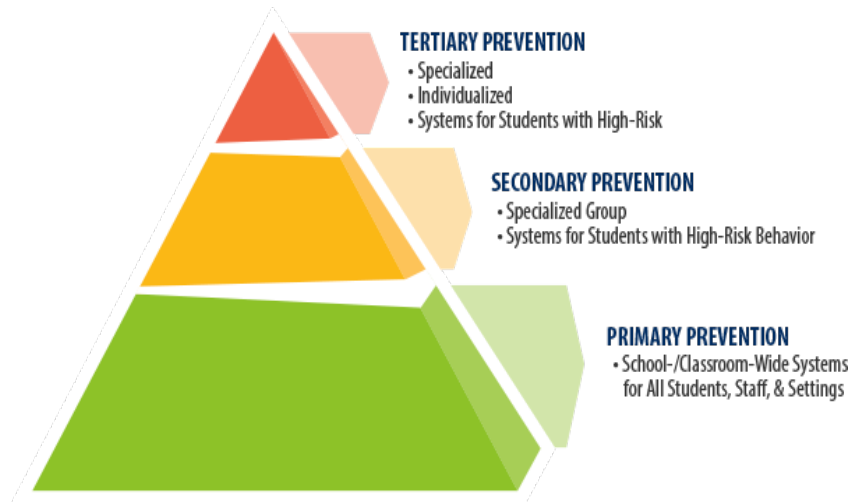 TERTIARY PREVENTION
• Specialized
• Individualized
• Systems for Students with High-Risk
SECONDARY PREVENTION
• Specialized Group
• Systems for Students with High-Risk Behavior
PRIMARY PREVENTION
• School-/Classroom-Wide Systems
for All Students, Staff, & Settings